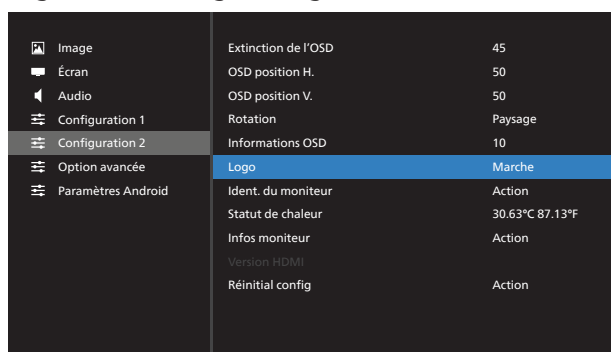 Image
Écran
Audio
Configuration 1
Configuration 2
Option avancée
Paramètres Android
Extinction de l'OSD 45
OSD position H. 50
OSD position V. 50
Rotation Paysage
Informations OSD 10
Logo Marche
Ident. du moniteur Action
Statut de chaleur 30.63°C 87.13°F
Infos moniteur Action
Version HDMI
Réinitial config Action